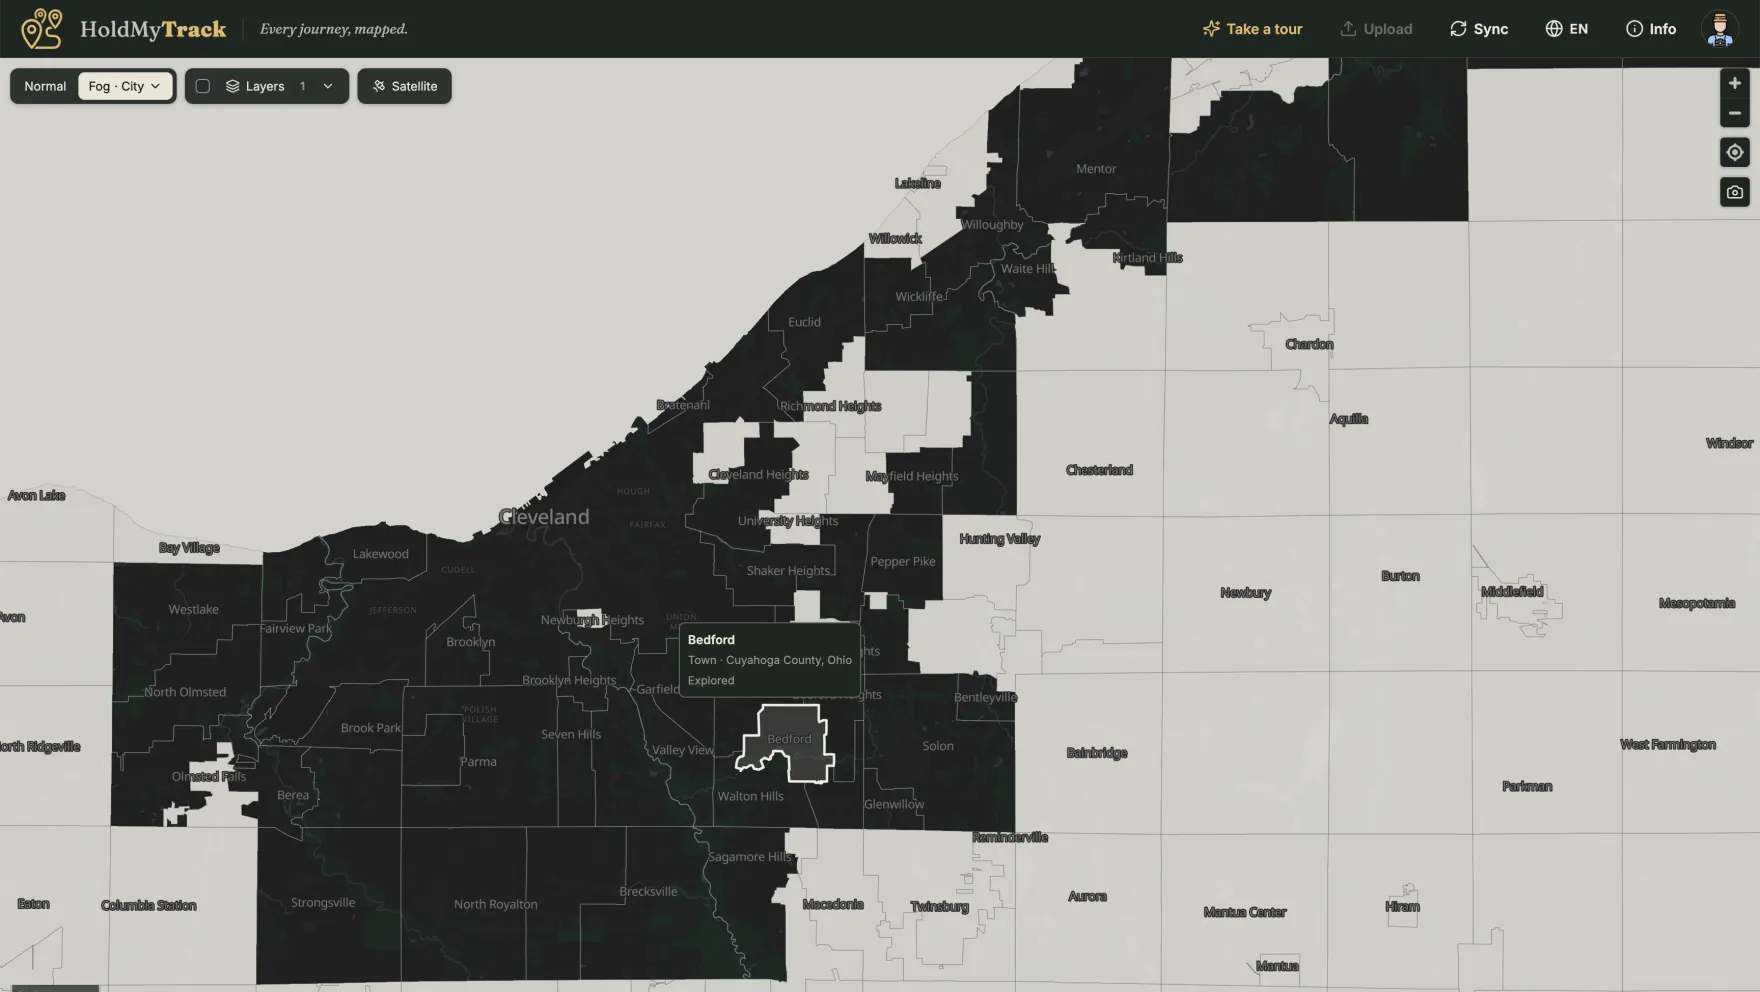 HoldMyTrack
Every journey, mapped.
Take a tour
Upload
Sync
EN
Info
Normal
Fog · City
Layers 1
Satellite
Mentor
Lakeline
Willoughby
Willowick
Kirtland Hills
Waite Hill
Wickliffe
Euclid
Chardon
Bratenahl
Richmond Heights
Aquilla
Windsor
Chesterland
Cleveland Heights
Mayfield Heights
HOUGH
Avon Lake
Cleveland
FAIRFAX
University Heights
Hunting Valley
Bay Village
Lakewood
Pepper Pike
CUDELL
Shaker Heights
Burton
Newbury
Middlefield
Mesopotamia
Westlake
JEFFERSON
Avon
Newburgh Heights
UNION-
Fairview Park
Brooklyn
Bedford
Town · Cuyahoga County, Ohio
Explored
Brooklyn Heights
Garfield
North Olmsted
Bentleyville
POLISH
VILLAGE
Brook Park
Seven Hills
Bedford
Solon
Valley View
North Ridgeville
West Farmington
Bainbridge
Parma
Olmsted Falls
Parkman
Berea
Walton Hills
Glenwillow
Reminderville
Sagamore Hills
Brecksville
Eaton
Columbia Station
Strongsville
North Royalton
Macedonia
Twinsburg
Aurora
Mantua Center
Hiram
Mantua